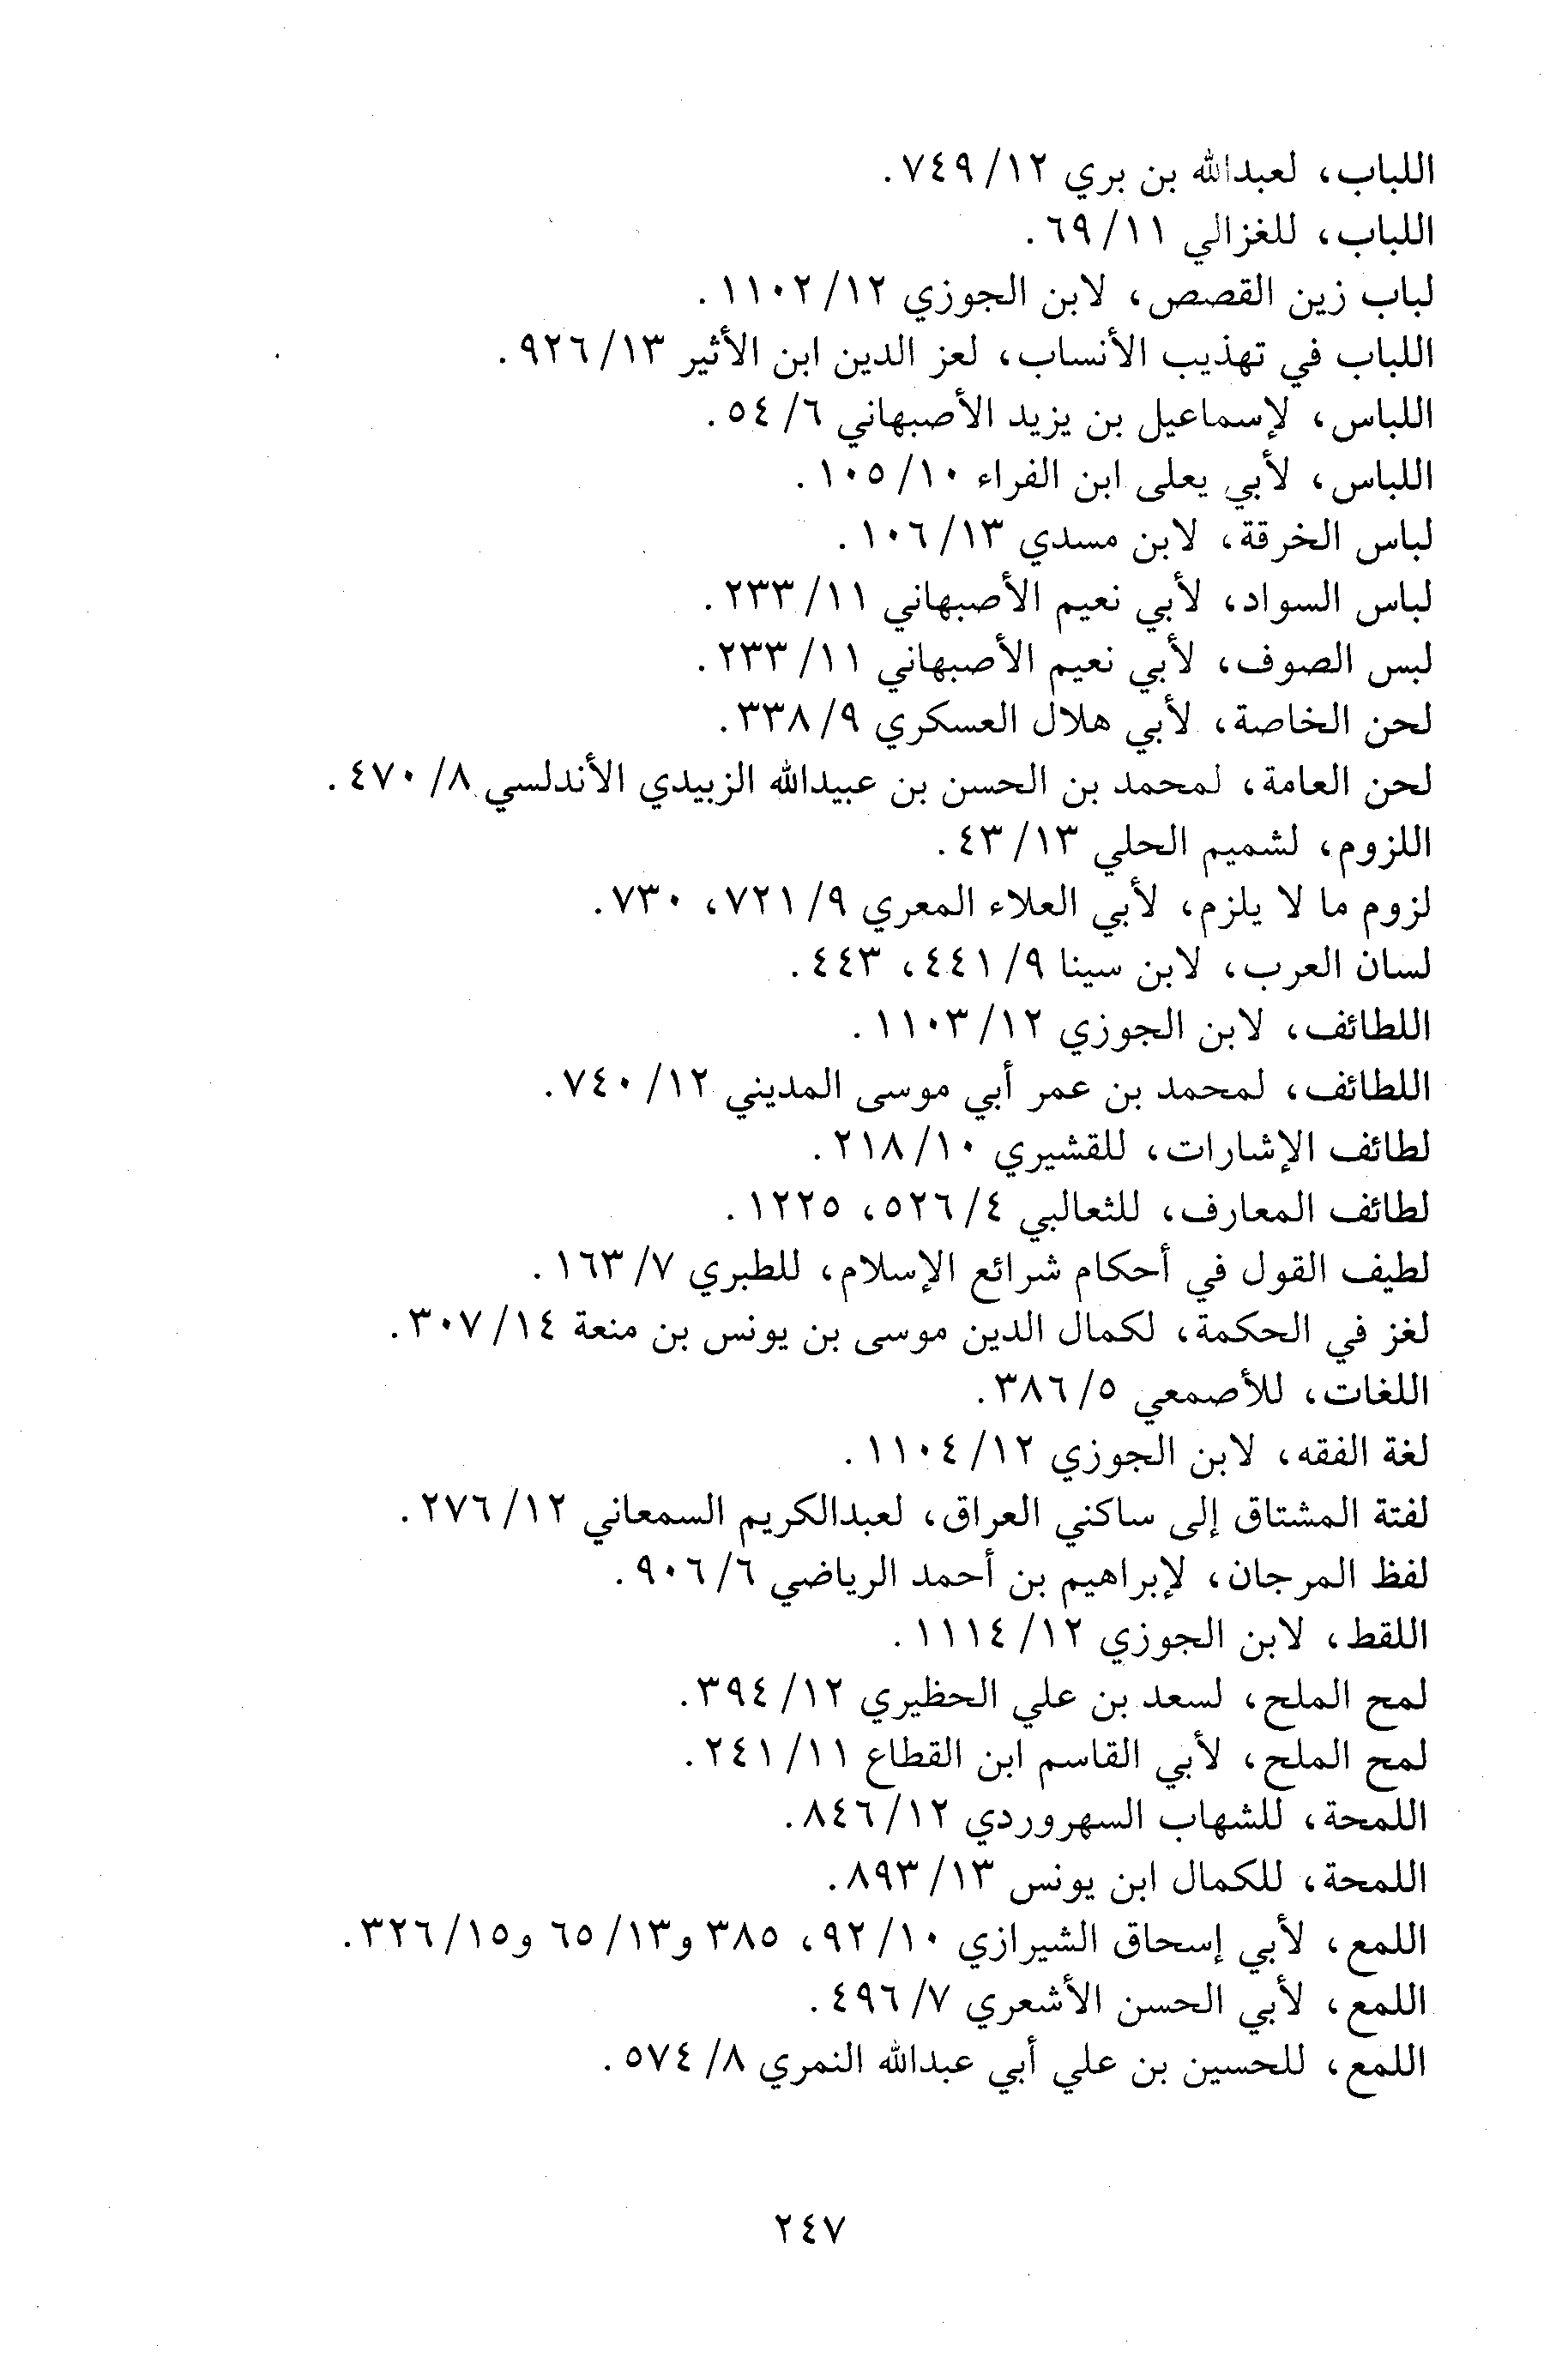 اللباب، لعبدالله بن بري ١٢/ ٧٤٩.
اللباب، للغزالي ١١/ ٦٩.
لباب زين القصص، لابن الجوزي ١٢/ ١١٠٢.
اللباب في تهذيب الأنساب، لعز الدين ابن الأثير ١٣/ ٩٢٦.
اللباس، لإسماعيل بن يزيد الأصبهاني ٦/ ٥٤.
اللباس، لأبي يعلى ابن الفراء ١٠/ ١٠٥.
لباس الخرقة، لابن مسدي ١٣/ ١٠٦.
لباس السواد، لأبي نعيم الأصبهاني ١١/ ٢٣٣.
لبس الصوف، لأبي نعيم الأصبهاني ١١/ ٢٣٣.
لحن الخاصة، لأبي هلال العسكري ٩/ ٣٣٨.
لحن العامة، لمحمد بن الحسن بن عبيدالله الزبيدي الأندلسي ٨/ ٤٧٠.
اللزوم، لشميم الحلي ١٣/ ٤٣.
لزوم ما لا يلزم، لأبي العلاء المعري ٩/ ٧٢١، ٧٣٠.
لسان العرب، لابن سينا ٩/ ٤٤١، ٤٤٣.
اللطائف، لابن الجوزي ١٢/ ١١٠٣.
اللطائف، لمحمد بن عمر أبي موسى المديني ١٢/ ٧٤٠.
لطائف الإشارات، للقشيري ١٠/ ٢١٨.
لطائف المعارف، للثعالبي ٤/ ٥٢٦، ١٢٢٥.
لطيف القول في أحكام شرائع الإسلام، للطبري ٧/ ١٦٣.
لغز في الحكمة، لكمال الدين موسى بن يونس بن منعة ١٤/ ٣٠٧.
اللغات، للأصمعي ٥/ ٣٨٦.
لغة الفقه، لابن الجوزي ١٢/ ١١٠٤.
لفتة المشتاق إلى ساكني العراق، لعبدالكريم السمعاني ١٢/ ٢٧٦.
لفظ المرجان، لإبراهيم بن أحمد الرياضي ٦/ ٩٠٦.
اللقط، لابن الجوزي ١٢/ ١١١٤.
لمح الملح، لسعد بن علي الحظيري ١٢/ ٣٩٤.
لمح الملح، لأبي القاسم ابن القطاع ١١/ ٢٤١.
اللمحة، للشهاب السهروردي ١٢/ ٨٤٦.
اللمحة، للكمال ابن يونس ١٣/ ٨٩٣.
اللمع، لأبي إسحاق الشيرازي ١٠/ ٩٢، ٣٨٥ و١٣/ ٦٥ و١٥/ ٣٢٦.
اللمع، لأبي الحسن الأشعري ٧/ ٤٩٦.
اللمع، للحسين بن علي أبي عبدالله النمري ٨/ ٥٧٤.
٢٤٧